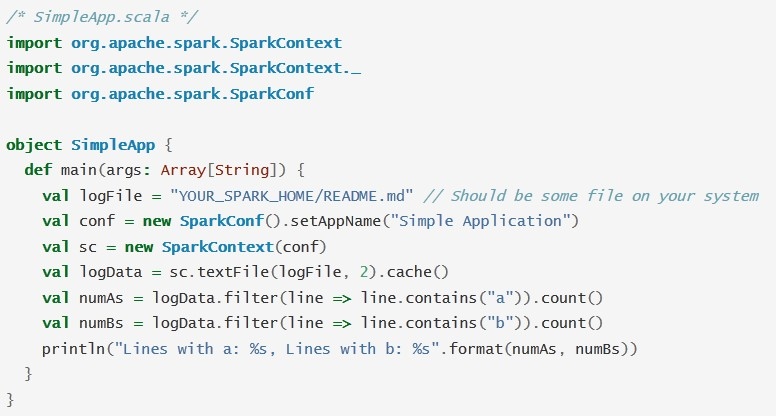 /* SimpleApp.scala */
import org.apache.spark.SparkContext
import org.apache.spark.SparkContext._
import org.apache.spark.SparkConf

object SimpleApp {
  def main(args: Array[String]) {
    val logFile = "YOUR_SPARK_HOME/README.md" // Should be some file on your system
    val conf = new SparkConf().setAppName("Simple Application")
    val sc = new SparkContext(conf)
    val logData = sc.textFile(logFile, 2).cache()
    val numAs = logData.filter(line => line.contains("a")).count()
    val numBs = logData.filter(line => line.contains("b")).count()
    println("Lines with a: %s, Lines with b: %s".format(numAs, numBs))
  }
}